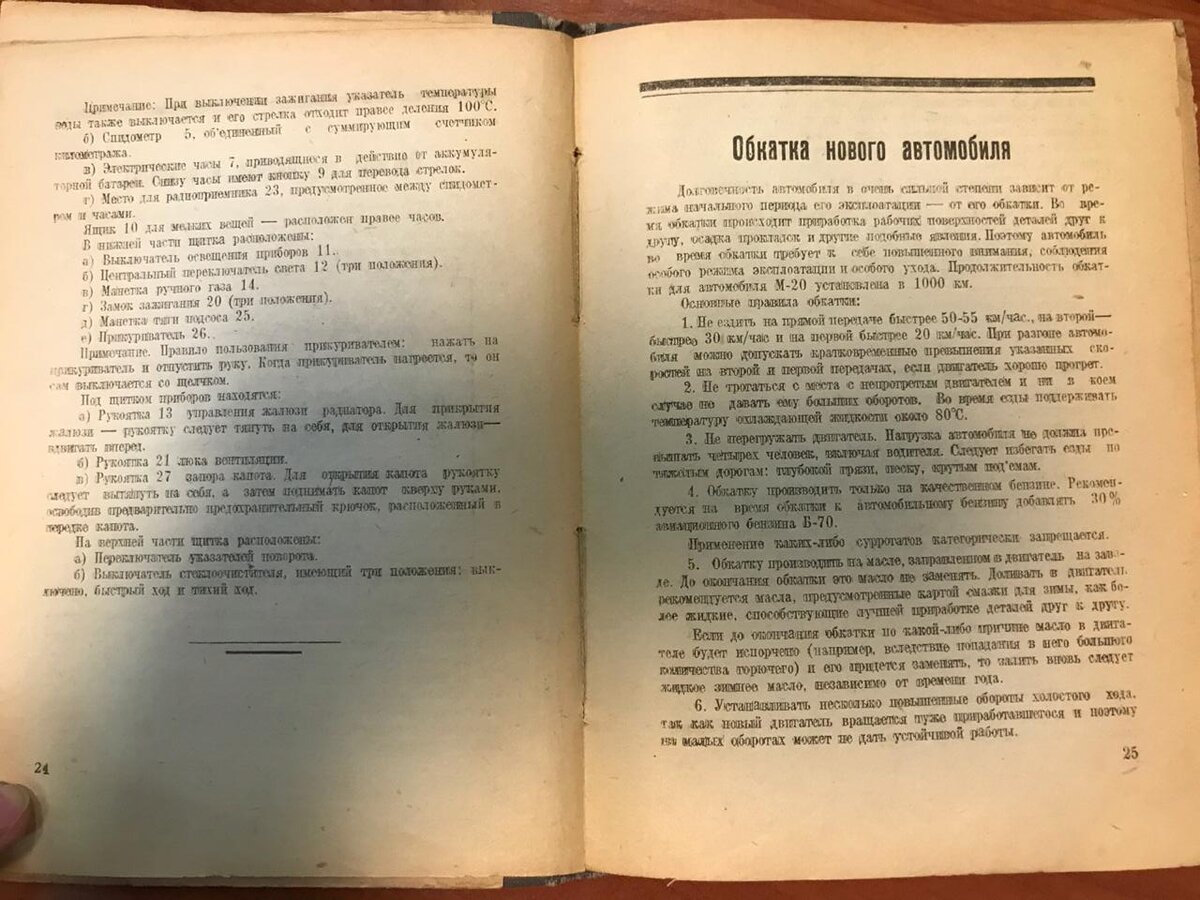 Примечание: При выключении зажигания указатель температуры
воды также выключается и его стрелка отходит правее деления 100°С.
б) Спидометр 5, об'единенный с суммирующим счетчиком
километража.
в) Электрические часы 7, приводящиеся в действие от аккумуля-
торной батареи. Снизу часы имеют кнопку 9 для перевода стрелок.
г) Место для радиоприемника 23, предусмотренное между спидомет-
ром и часами.
Ящик 10 для мелких вещей — расположен правее часов.
В нижней части щитка расположены:
а) Выключатель освещения приборов 11.
б) Центральный переключатель света 12 (три положения).
в) Манетка ручного газа 14.
г) Замок зажигания 20 (три положения).
д) Манетка тяги подсоса 25.
е) Прикуриватель 26.
Примечание. Правило пользования прикуривателем: нажать на
прикуриватель и отпустить руку. Когда прикуриватель нагреется, то он
сам выключается со щелчком.
Под щитком приборов находятся:
а) Рукоятка 13 управления жалюзи радиатора. Для прикрытия
жалюзи — рукоятку следует тянуть на себя, для открытия жалюзи—
вдвигать вперед.
б) Рукоятка 21 люка вентиляции.
в) Рукоятка 27 запора капота. Для открытия капота рукоятку
следует вытянуть на себя, а затем поднимать капот кверху руками,
освободив предварительно предохранительный крючок, расположенный в
передке капота.
На верхней части щитка расположены:
а) Переключатель указателей поворота.
б) Выключатель стеклоочистителя, имеющий три положения: вык-
лючено, быстрый ход и тихий ход.
24
Обкатка нового автомобиля
Долговечность автомобиля в очень сильной степени зависит от ре-
жима начального периода его эксплоатации — от его обкатки. Во время
обкатки происходит приработка рабочих поверхностей деталей друг к
другу, осадка прокладок и другие подобные явления. Поэтому автомобиль
во время обкатки требует к себе повышенного внимания, соблюдения
особого режима эксплоатации и особого ухода. Продолжительность обкат-
ки для автомобиля М-20 установлена в 1000 км.
Основные правила обкатки:
1. Не ездить на прямой передаче быстрее 50-55 км/час., на второй—
быстрее 30 км/час и на первой быстрее 20 км/час. При разгоне автомо-
биля можно допускать кратковременные превышения указанных ско-
ростей на второй и первой передачах, если двигатель хорошо прогрет.
2. Не трогаться с места с непрогретым двигателем и ни в коем
случае не давать ему больших оборотов. Во время езды поддерживать
температуру охлаждающей жидкости около 80°С.
3. Не перегружать двигатель. Нагрузка автомобиля не должна пре-
вышать четырех человек, включая водителя. Следует избегать езды по
тяжелым дорогам: глубокой грязи, песку, крутым под'емам.
4. Обкатку производить только на качественном бензине. Рекомен-
дуется на время обкатки к автомобильному бензину добавлять 30%
авиационного бензина Б-70.
Применение каких-либо суррогатов категорически запрещается.
5. Обкатку производить на масле, заправленном в двигатель на заво-
де. До окончания обкатки это масло не заменять. Доливать в двигатель
рекомендуется масла, предусмотренные картой смазки для зимы, как бо-
лее жидкие, способствующие лучшей приработке деталей друг к другу.
Если до окончания обкатки по какой-либо причине масло в двига-
теле будет испорчено (например, вследствие попадания в него большого
количества горючего) и его придется заменять, то залить вновь следует
жидкое зимнее масло, независимо от времени года.
6. Устанавливать несколько повышенные обороты холостого хода,
так как новый двигатель вращается туже приработавшегося и поэтому
на малых оборотах может не дать устойчивой работы.
25